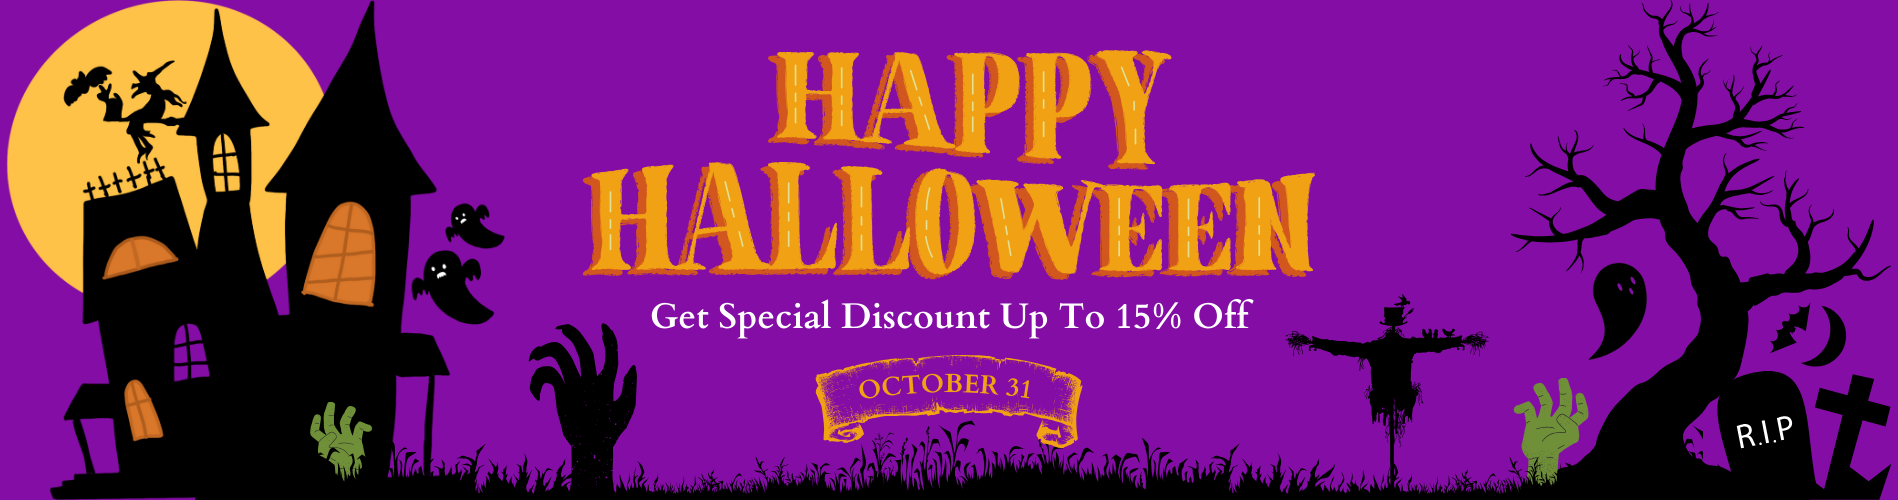 HAPPY
HALLOWEEN
Get Special Discount Up To 15% Off
OCTOBER 31
R.I.P